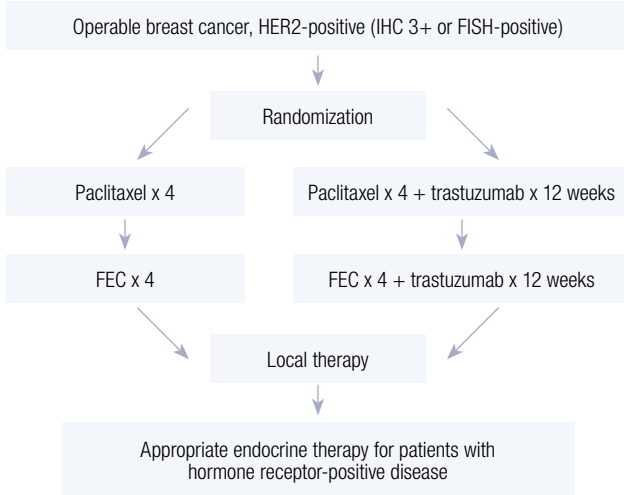 Operable breast cancer, HER2-positive (IHC 3+ or FISH-positive)
Randomization
Paclitaxel x 4
Paclitaxel x 4 + trastuzumab x 12 weeks
FEC x 4
FEC x 4 + trastuzumab x 12 weeks
Local therapy
Appropriate endocrine therapy for patients with
hormone receptor-positive disease